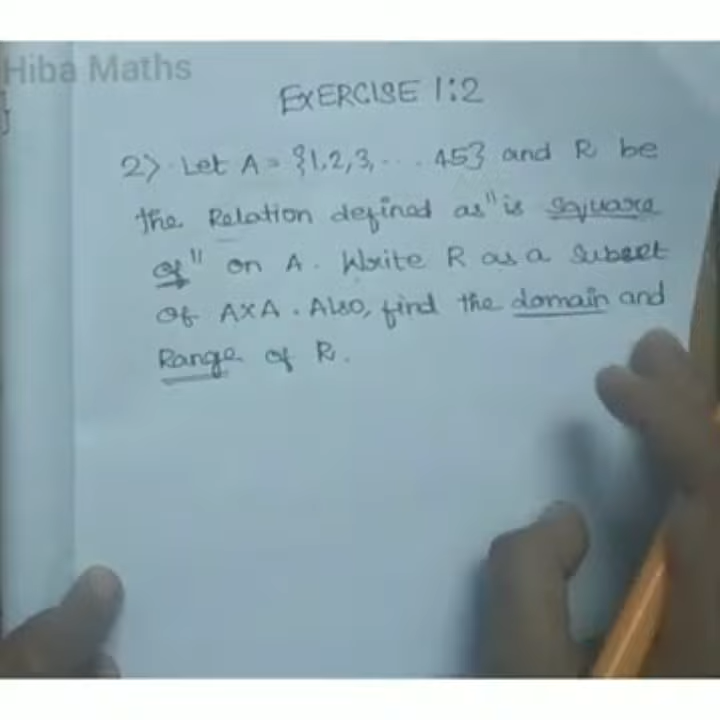 Hiba Maths
EXERCISE 1:2
2) Let A = {1,2,3,... 45} and R be
the Relation defined as "is square
of" on A. Write R as a subset
of A×A. Also, find the domain and
Range of R.